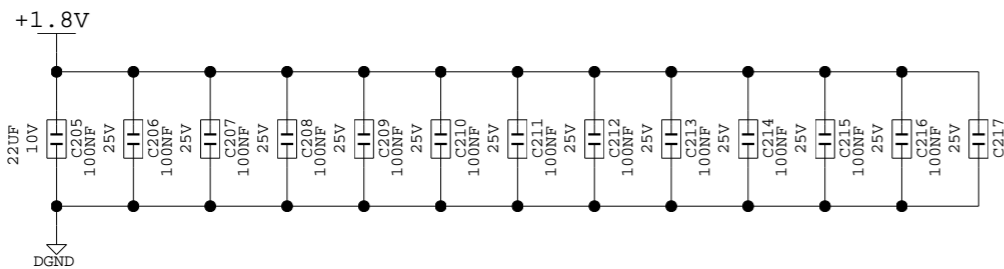 +1.8V
22UF
10V
C205
100NF
25V
C206
100NF
25V
C207
100NF
25V
C208
100NF
25V
C209
100NF
25V
C210
100NF
25V
C211
100NF
25V
C212
100NF
25V
C213
100NF
25V
C214
100NF
25V
C215
100NF
25V
C216
100NF
25V
C217
DGND